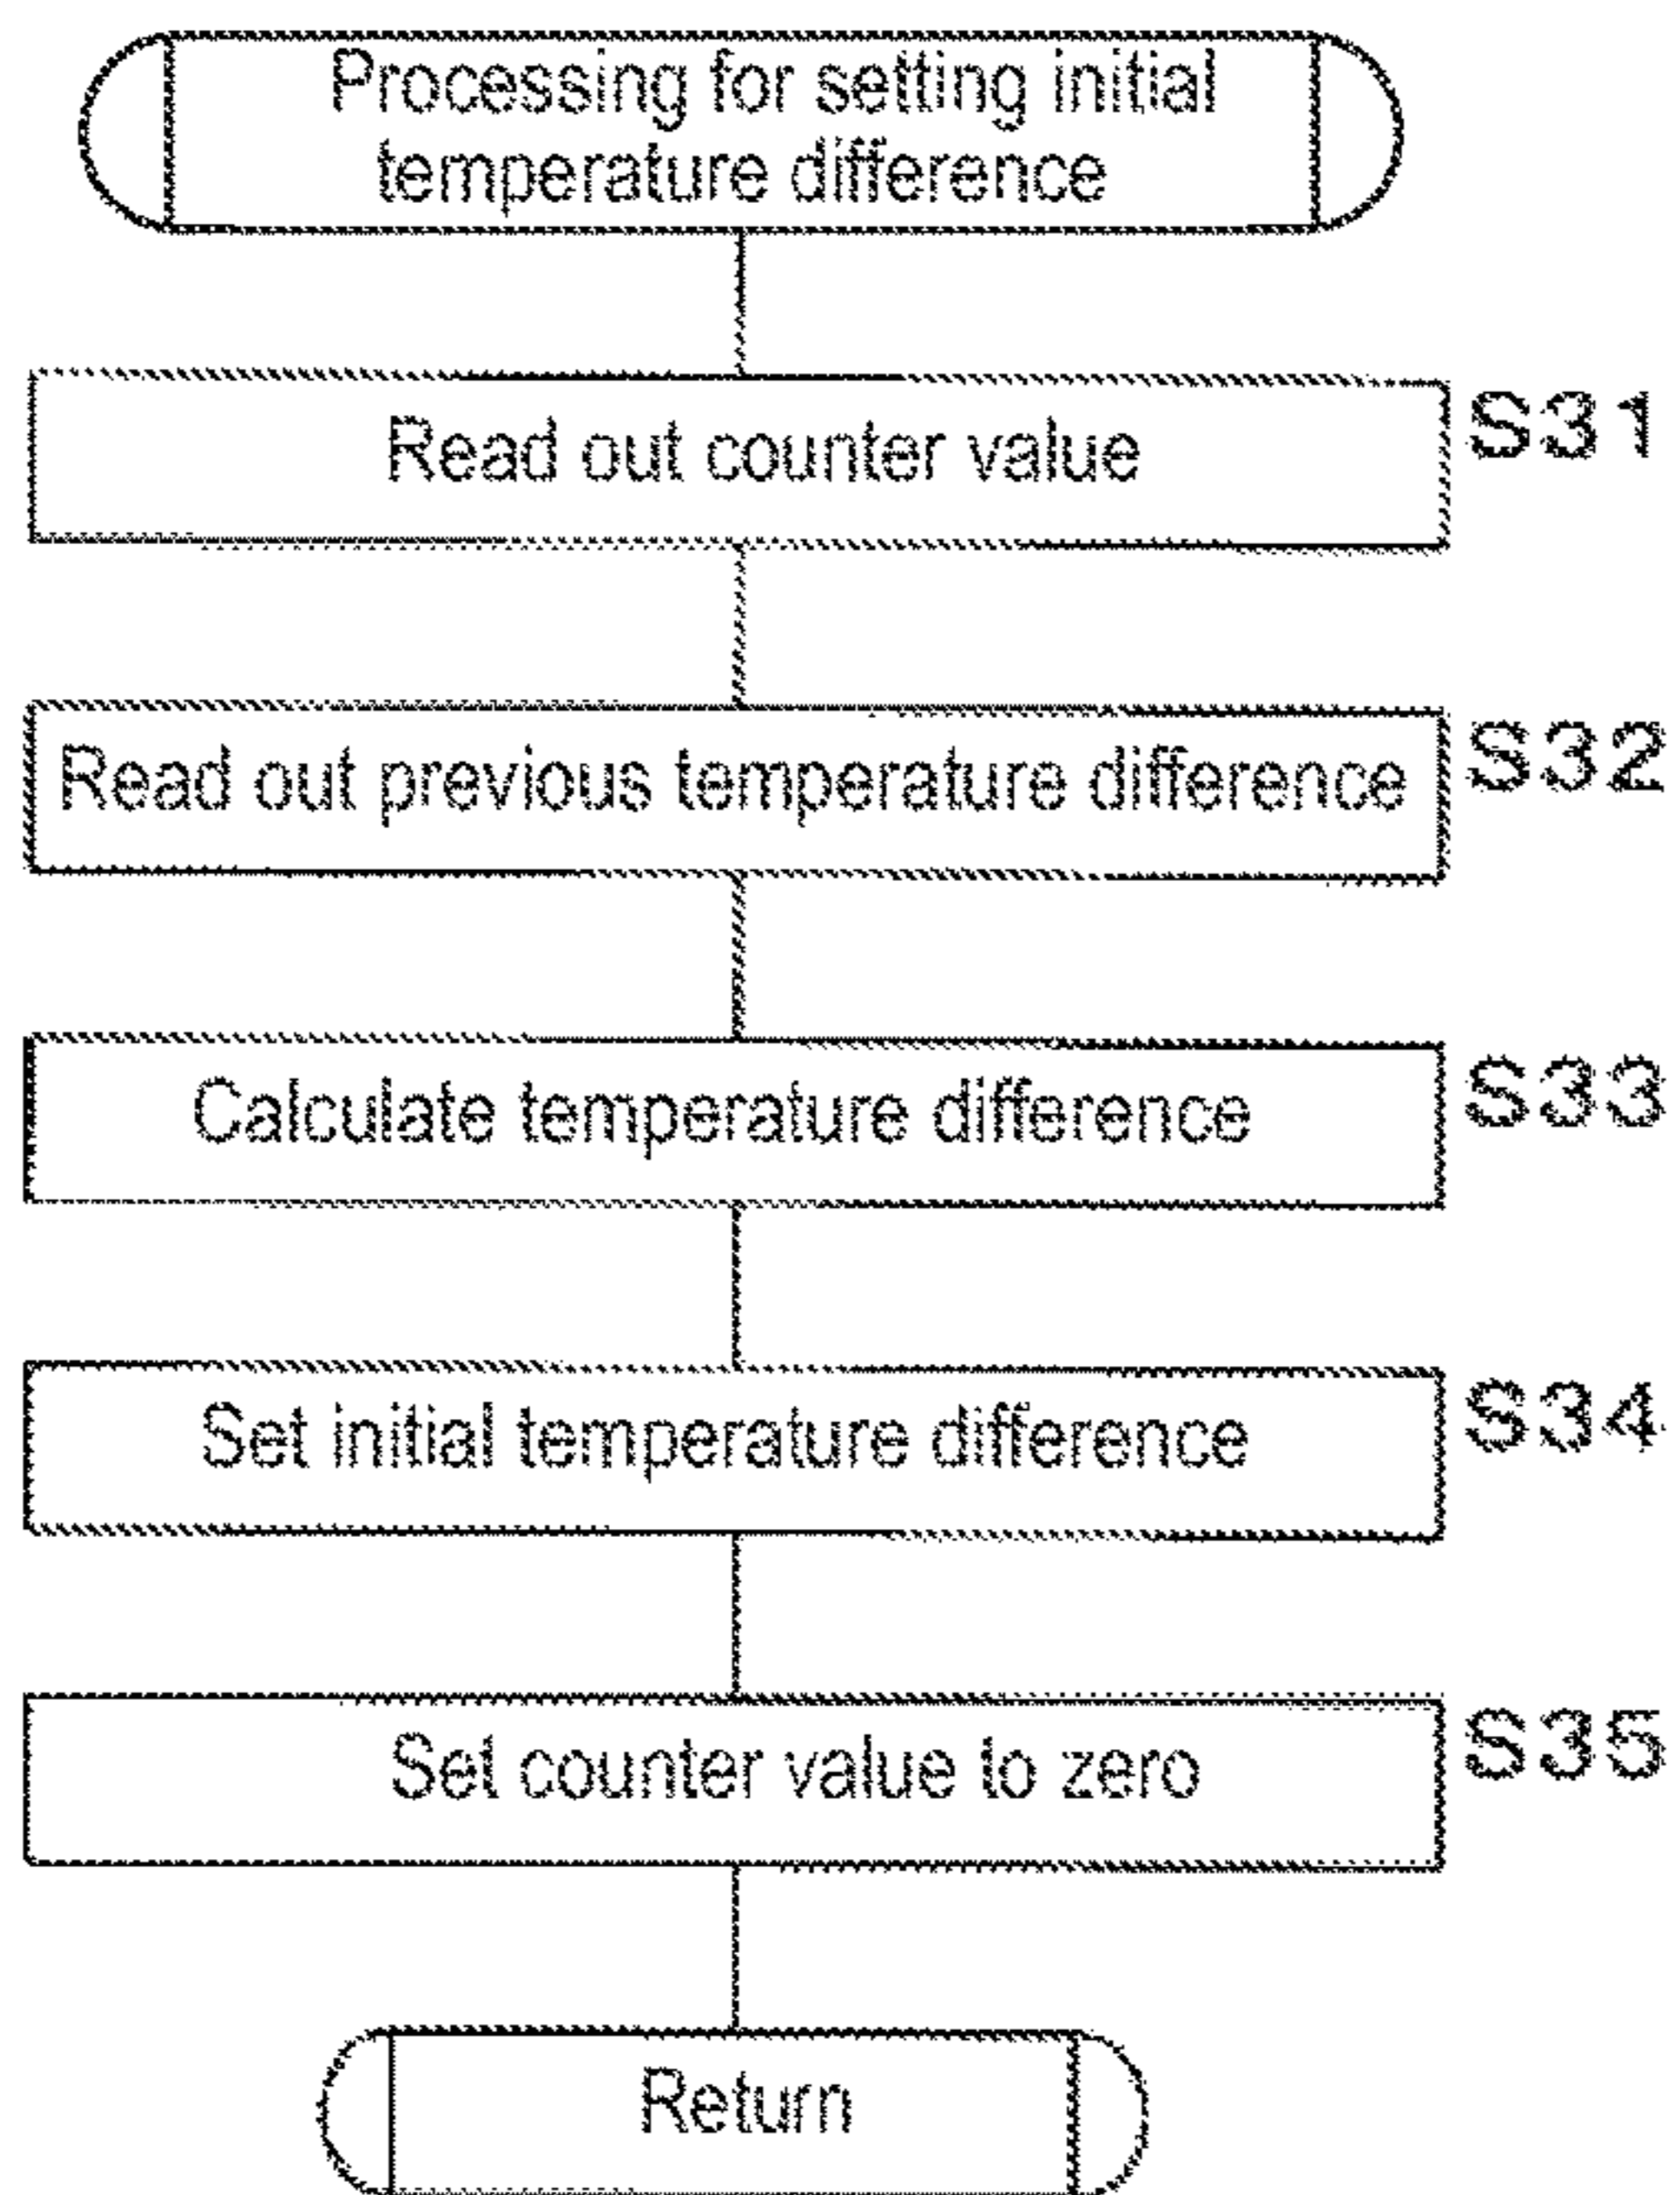 Processing for setting initial
temperature difference
Read out counter value
S31
Read out previous temperature difference
S32
Calculate temperature difference
S33
Set initial temperature difference
S34
Set counter value to zero
S35
Return